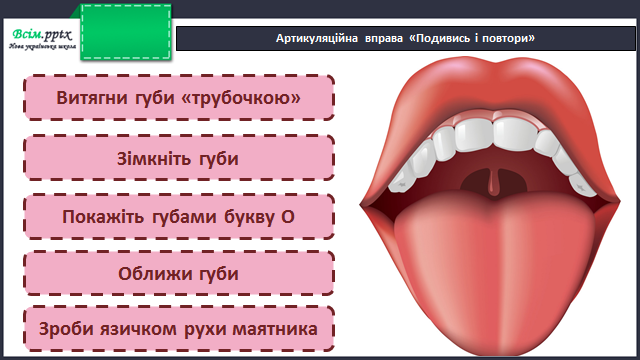 Всім.pptx
Нова українська школа
Артикуляційна вправа «Подивись і повтори»
Витягни губи «трубочкою»
Зімкніть губи
Покажіть губами букву О
Оближи губи
Зроби язичком рухи маятника